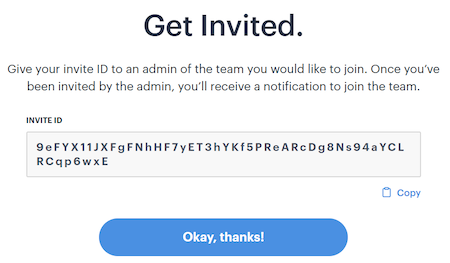 Get Invited.
Give your invite ID to an admin of the team you would like to join. Once you've
been invited by the admin, you'll receive a notification to join the team.
INVITE ID
9eFYX11JXFgFNhHF7yET3hYKf5PReARcDg8Ns94aYCL
RCqp6wxE
Copy
Okay, thanks!